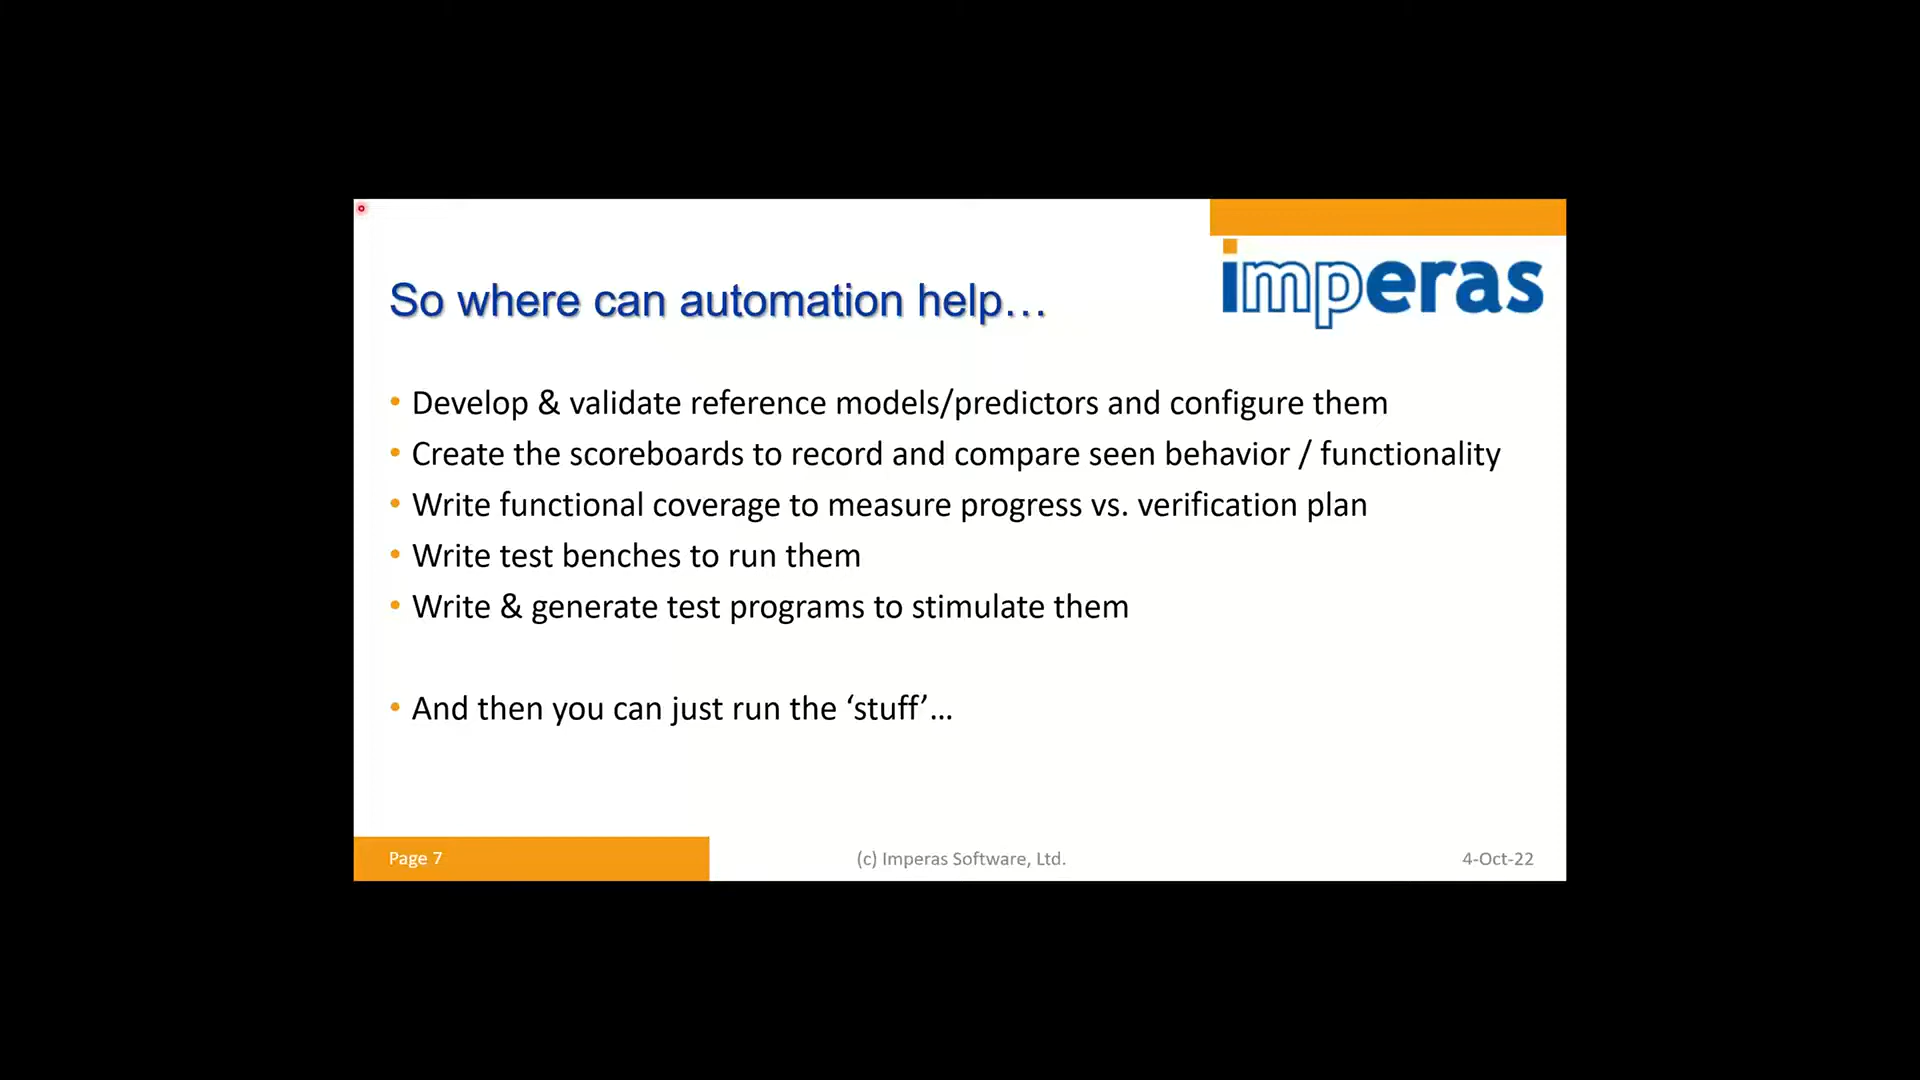 imperas
So where can automation help…
• Develop & validate reference models/predictors and configure them
• Create the scoreboards to record and compare seen behavior / functionality
• Write functional coverage to measure progress vs. verification plan
• Write test benches to run them
• Write & generate test programs to stimulate them
• And then you can just run the ‘stuff’…
Page 7
(c) Imperas Software, Ltd.
4-Oct-22